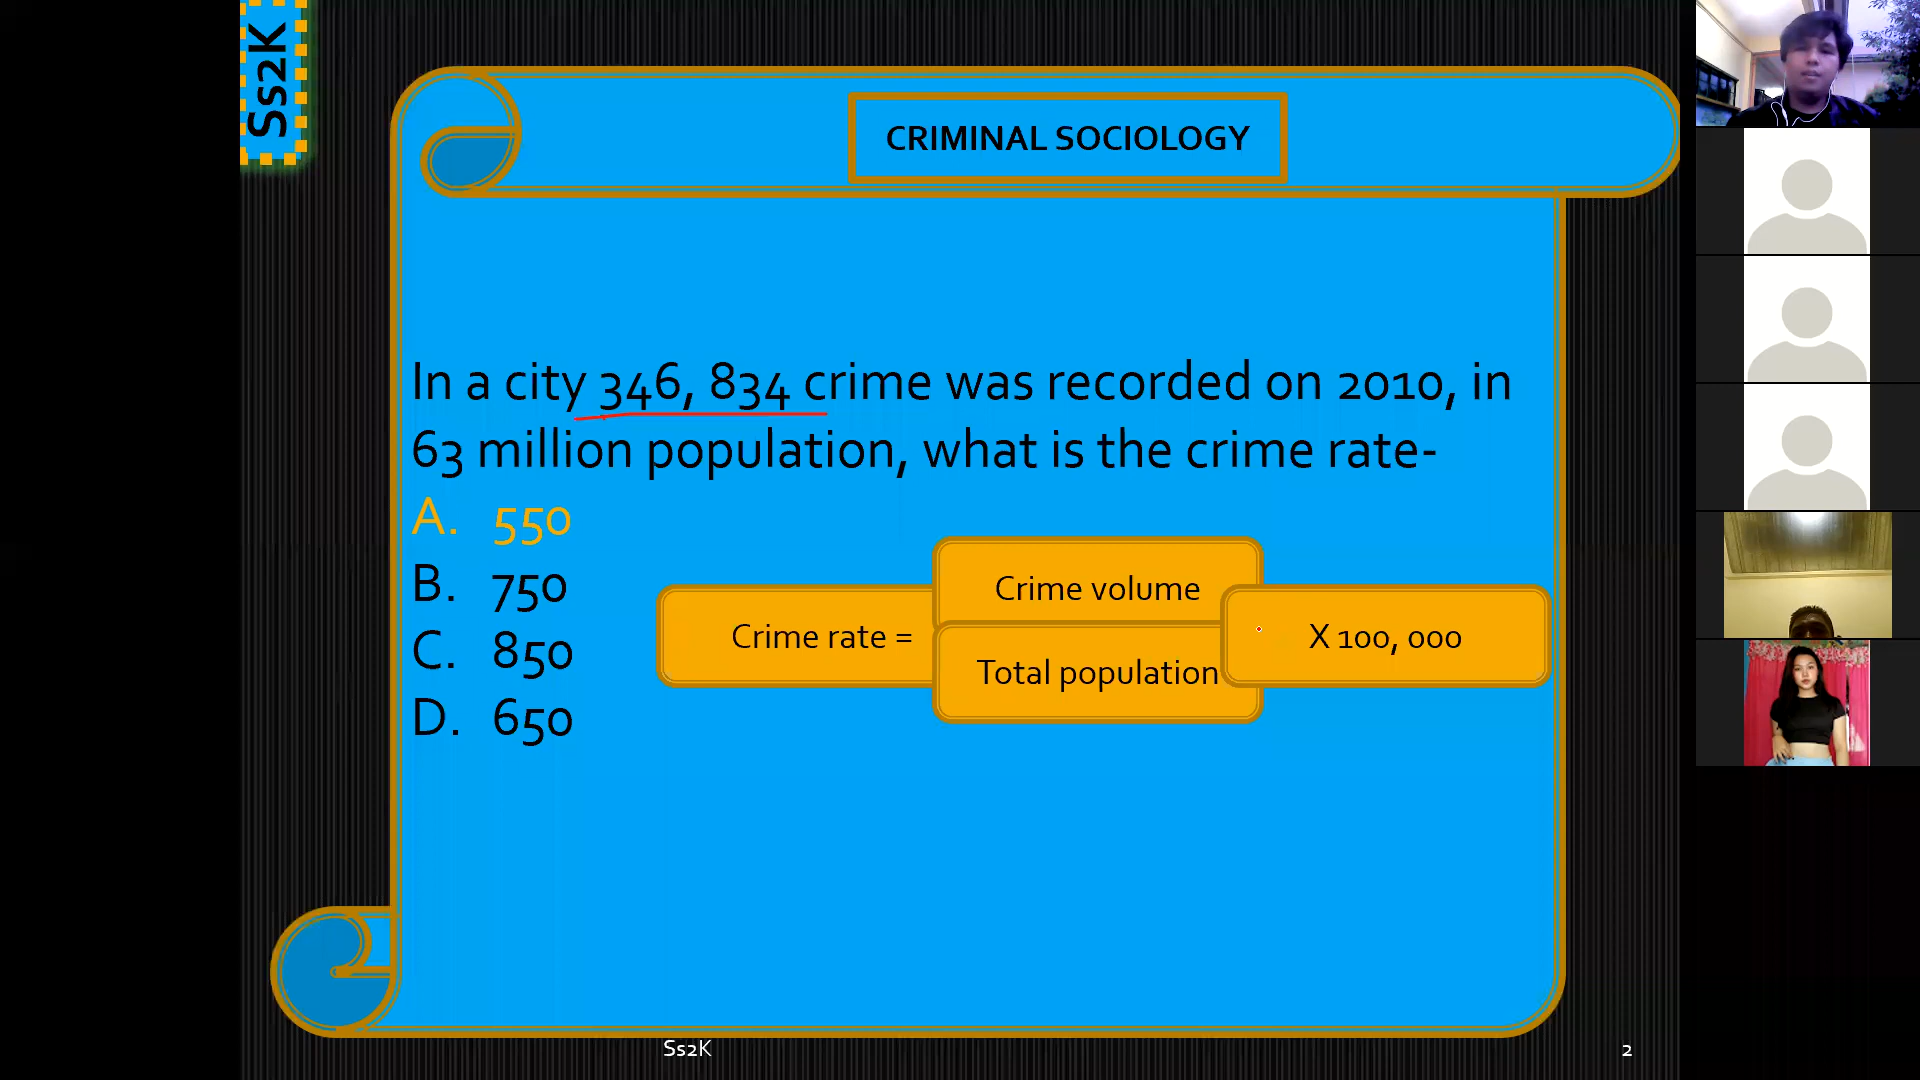 Ss2K
CRIMINAL SOCIOLOGY
In a city 346, 834 crime was recorded on 2010, in
63 million population, what is the crime rate-
A. 550
B. 750
C. 850
D. 650
Crime rate =
Crime volume
Total population
X 100, 000
Ss2K
2